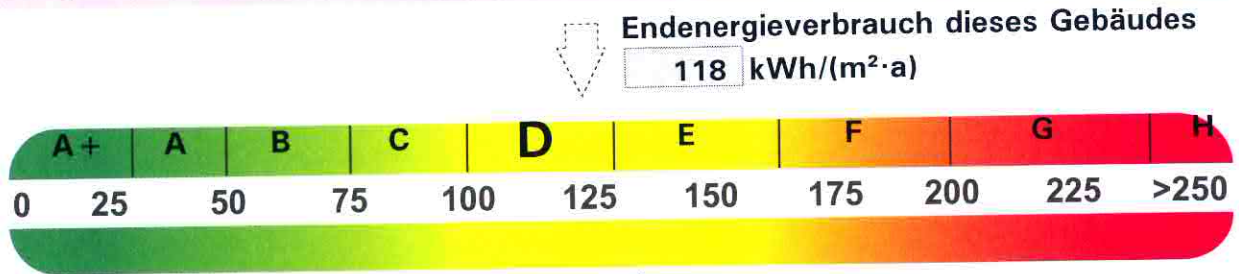 Endenergieverbrauch dieses Gebäudes
118 kWh/(m²·a)
A+ A B C D E F G H
0 25 50 75 100 125 150 175 200 225 >250